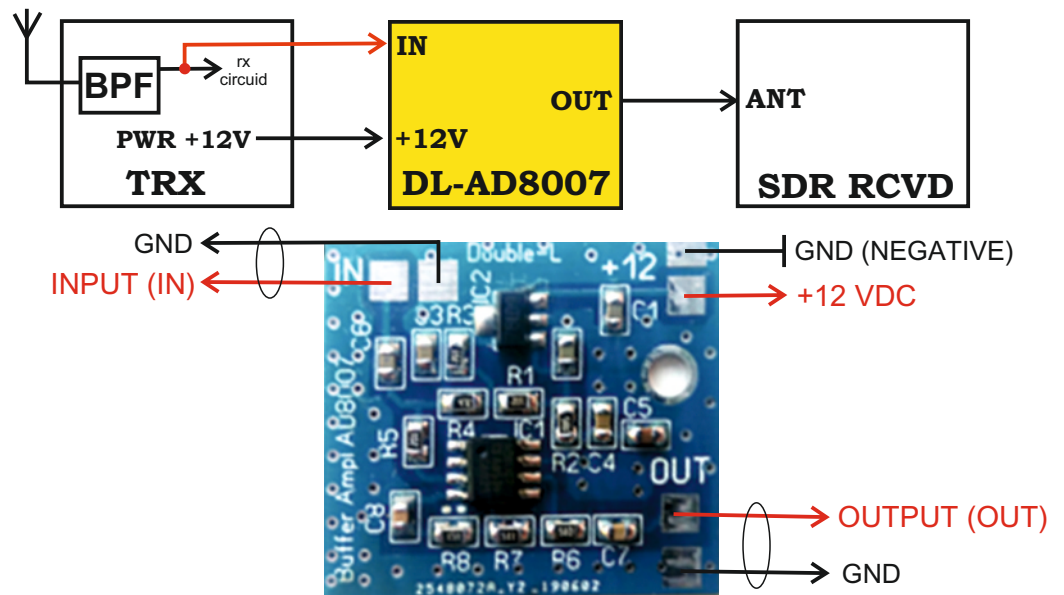 BPF
rx
circuid
PWR +12V
TRX
IN
OUT
+12V
DL-AD8007
ANT
SDR RCVD
GND
INPUT (IN)
GND (NEGATIVE)
+12 VDC
OUTPUT (OUT)
GND
IN
Double L
+12
IC2
C1
C6
R3
R1
R4
IC1
R5
R2
C4
C5
OUT
Buffer Ampl AD8007
C8
R8
R7
R6
C7
2548072A_Y2_190602